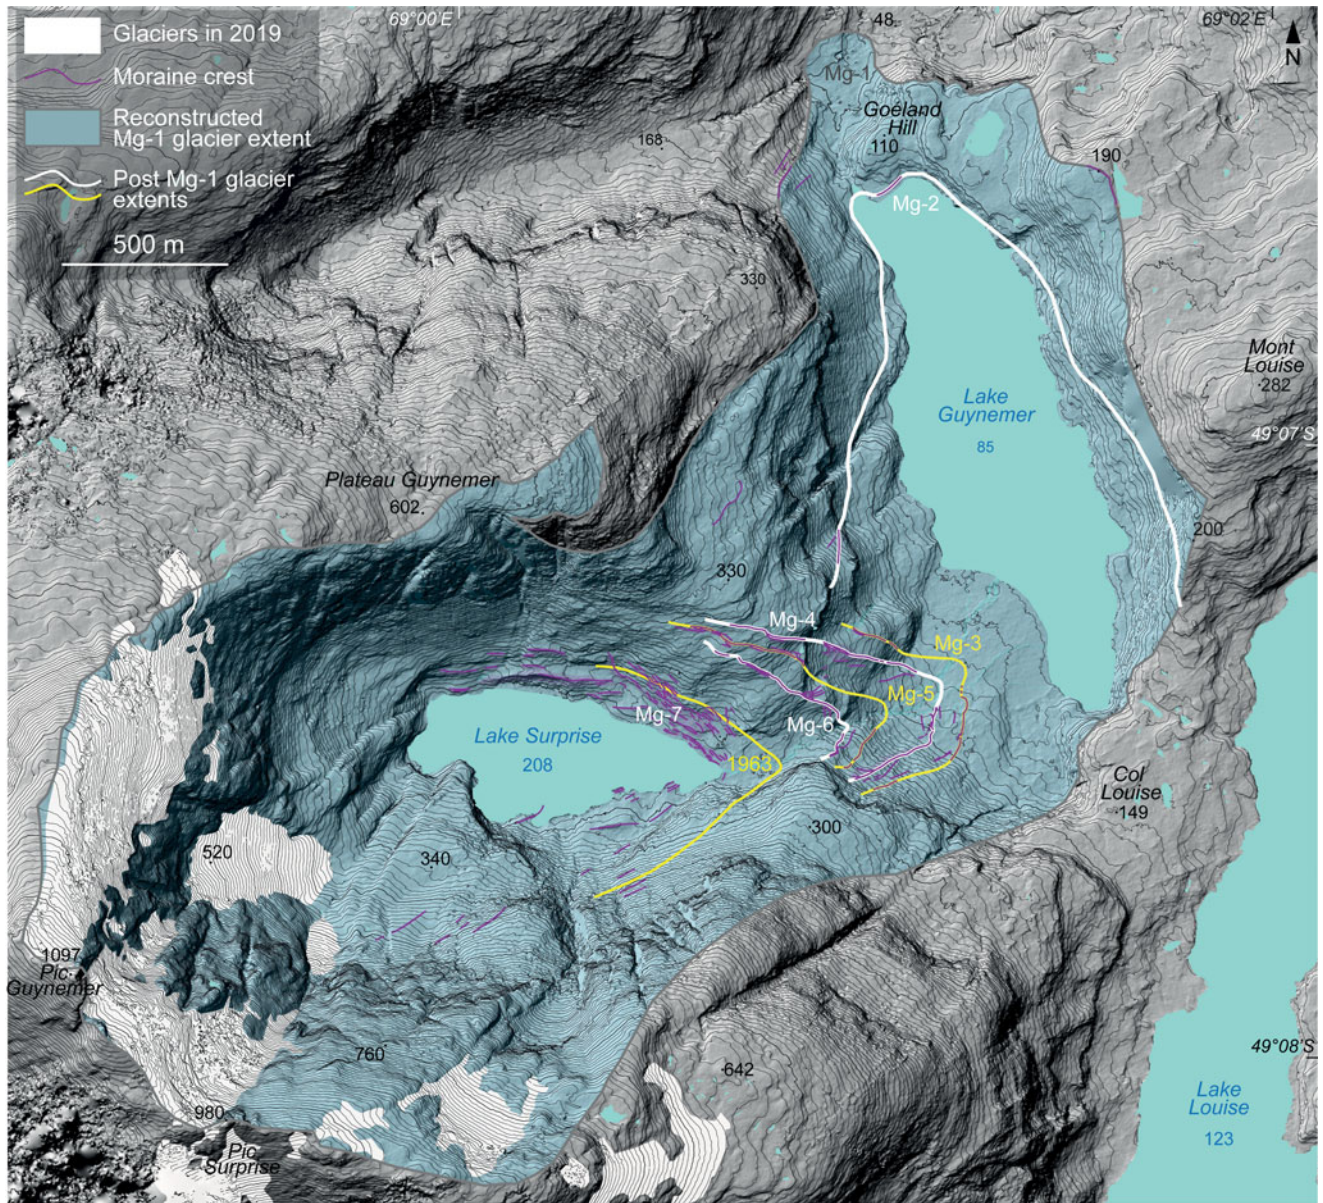 69°00'E
48
69°02'E
N
Glaciers in 2019
Moraine crest
Reconstructed
Mg-1 glacier extent
Post Mg-1 glacier
extents
500 m
Mg-1
Goéland
Hill
110
168
190
Mg-2
330
Mont
Louise
282
Lake
Guynemer
85
49°07'S
Plateau Guynemer
602
200
330
Mg-4
Mg-3
Mg-5
Mg-7
Mg-6
Lake Surprise
208
1963
Col
Louise
149
300
520
340
1097
Pic
Guynemer
760
642
49°08'S
Lake
Louise
123
980
Pic
Surprise